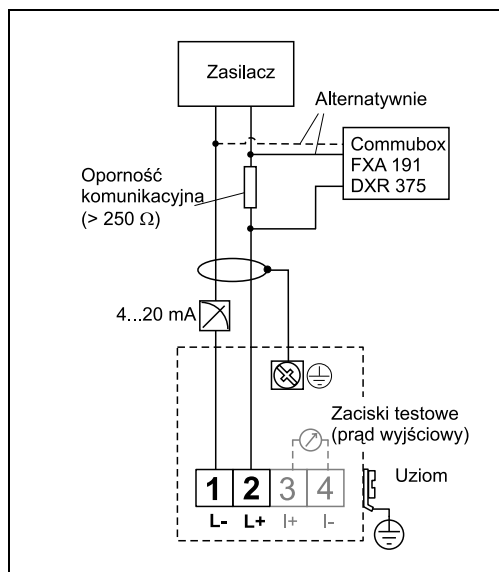 Zasilacz
Alternatywnie
Commubox
FXA 191
DXR 375
Oporność
komunikacyjna
(> 250 Ω)
4...20 mA
Zaciski testowe
(prąd wyjściowy)
1 2 3 4
L- L+ I+ I-
Uziom